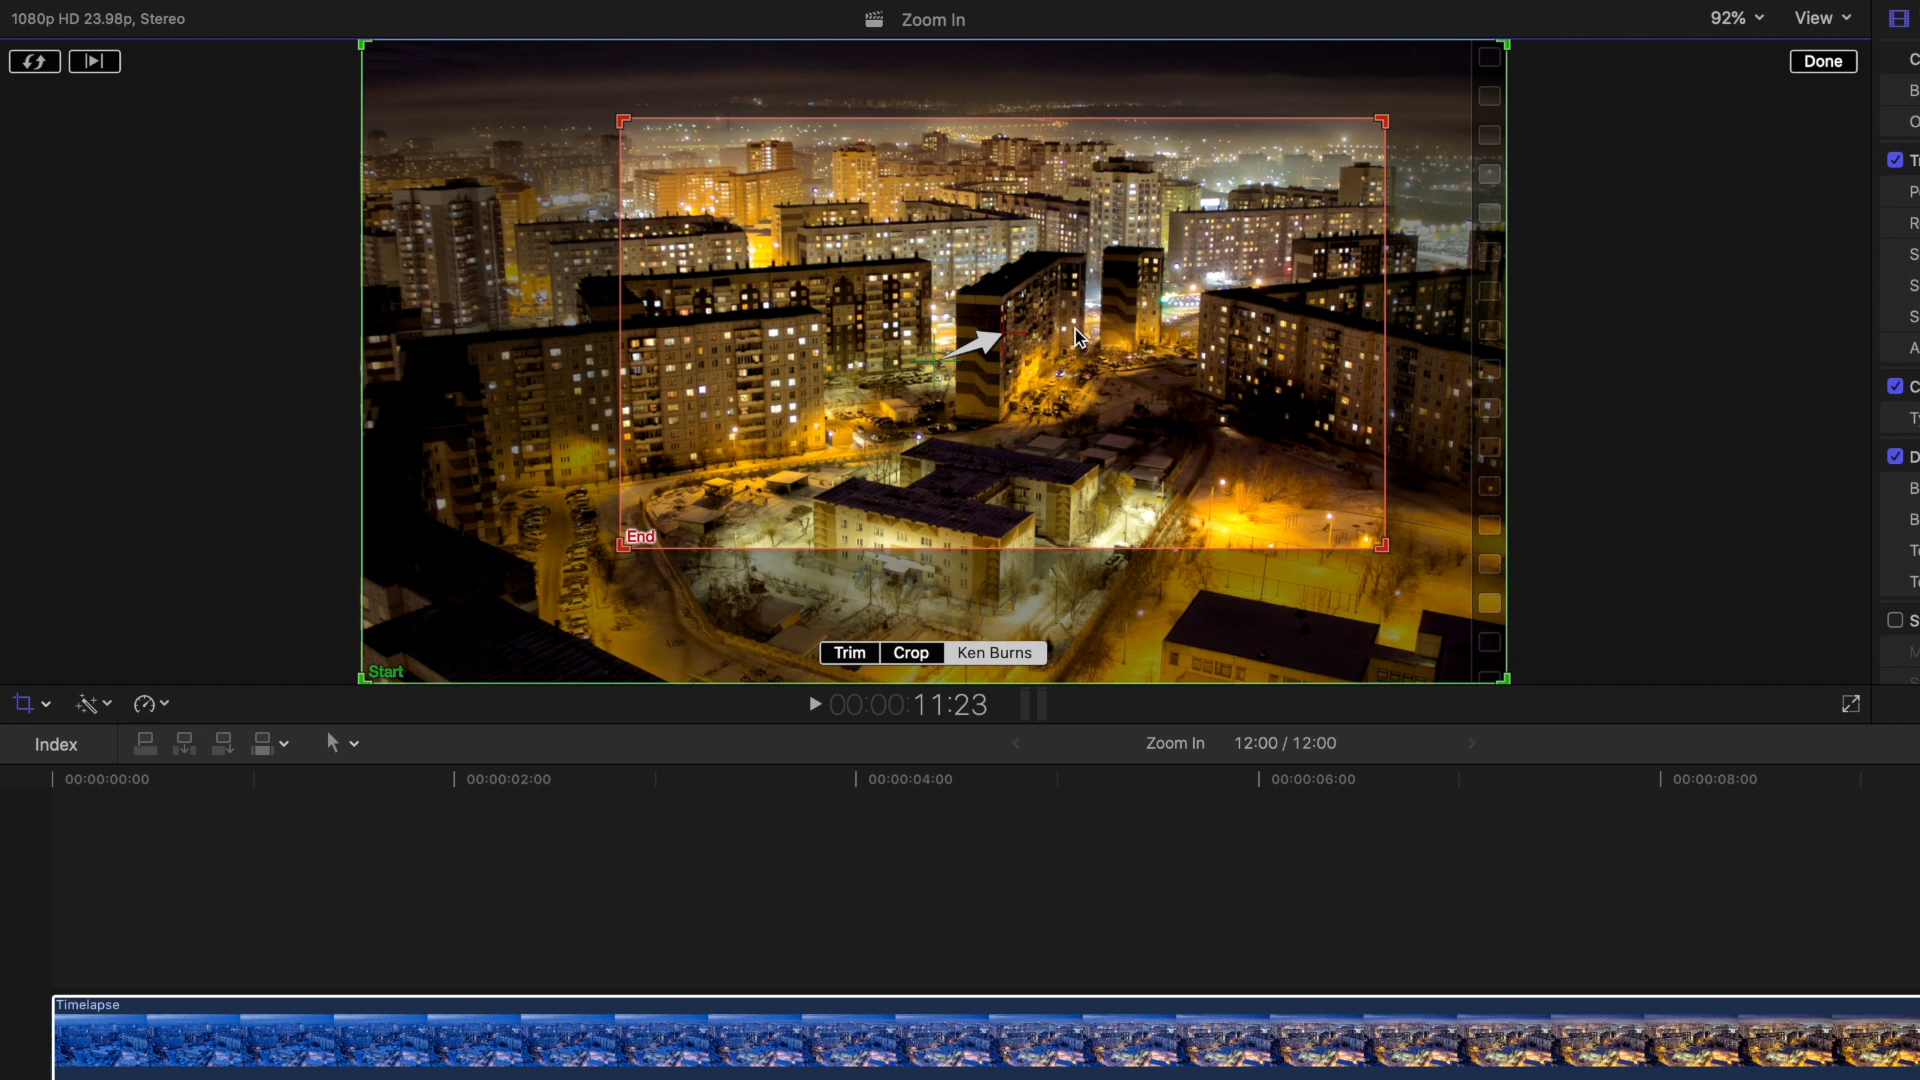 1080p HD 23.98p, Stereo
Zoom In
92%
View
Done
End
Start
Trim
Crop
Ken Burns
00:00:11:23
Index
Zoom In
12:00 / 12:00
00:00:00:00
00:00:02:00
00:00:04:00
00:00:06:00
00:00:08:00
Timelapse